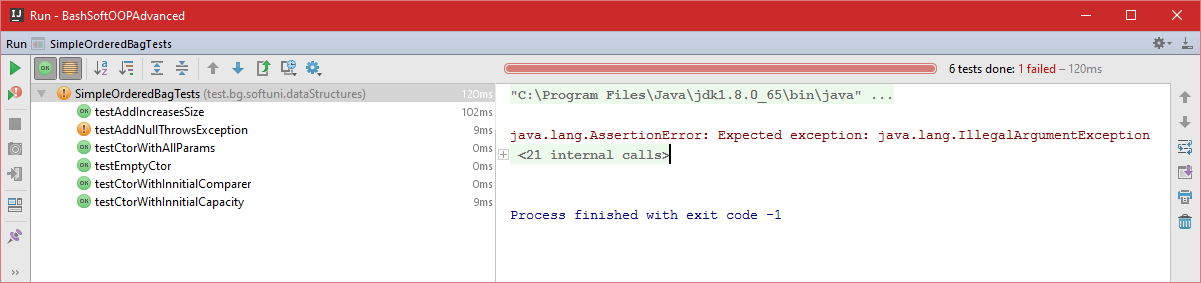 Run - BashSoftOOPAdvanced
Run SimpleOrderedBagTests
6 tests done: 1 failed – 120ms
SimpleOrderedBagTests (test.bg.softuni.dataStructures) 120ms
testAddIncreasesSize 102ms
testAddNullThrowsException 9ms
testCtorWithAllParams 0ms
testEmptyCtor 0ms
testCtorWithInnitialComparer 0ms
testCtorWithInnitialCapacity 9ms
"C:\Program Files\Java\jdk1.8.0_65\bin\java" ...
java.lang.AssertionError: Expected exception: java.lang.IllegalArgumentException
<21 internal calls>
Process finished with exit code -1